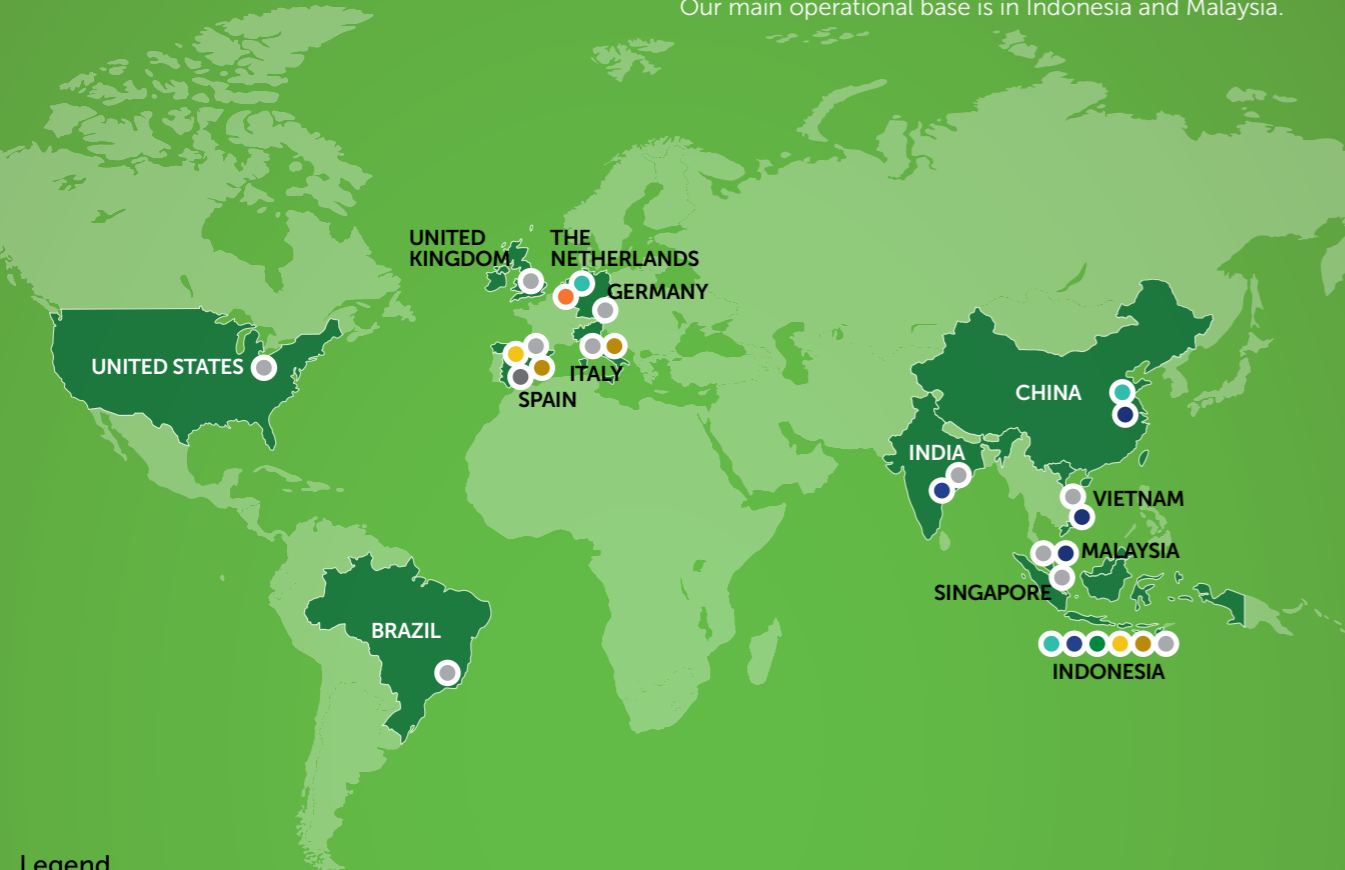 Our main operational base is in Indonesia and Malaysia.
UNITED
KINGDOM
THE
NETHERLANDS
GERMANY
UNITED STATES
ITALY
SPAIN
CHINA
INDIA
VIETNAM
MALAYSIA
SINGAPORE
BRAZIL
INDONESIA
Legend